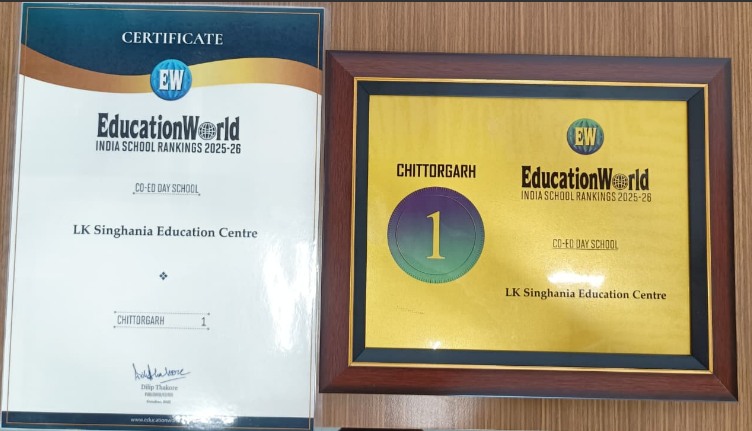 CERTIFICATE
EW
EducationWorld
INDIA SCHOOL RANKINGS 2025-26
CO-ED DAY SCHOOL
LK Singhania Education Centre
CHITTORGARH 1
Dilip Thakore
EW
CHITTORGARH
1
EducationWorld
INDIA SCHOOL RANKINGS 2025-26
CO-ED DAY SCHOOL
LK Singhania Education Centre